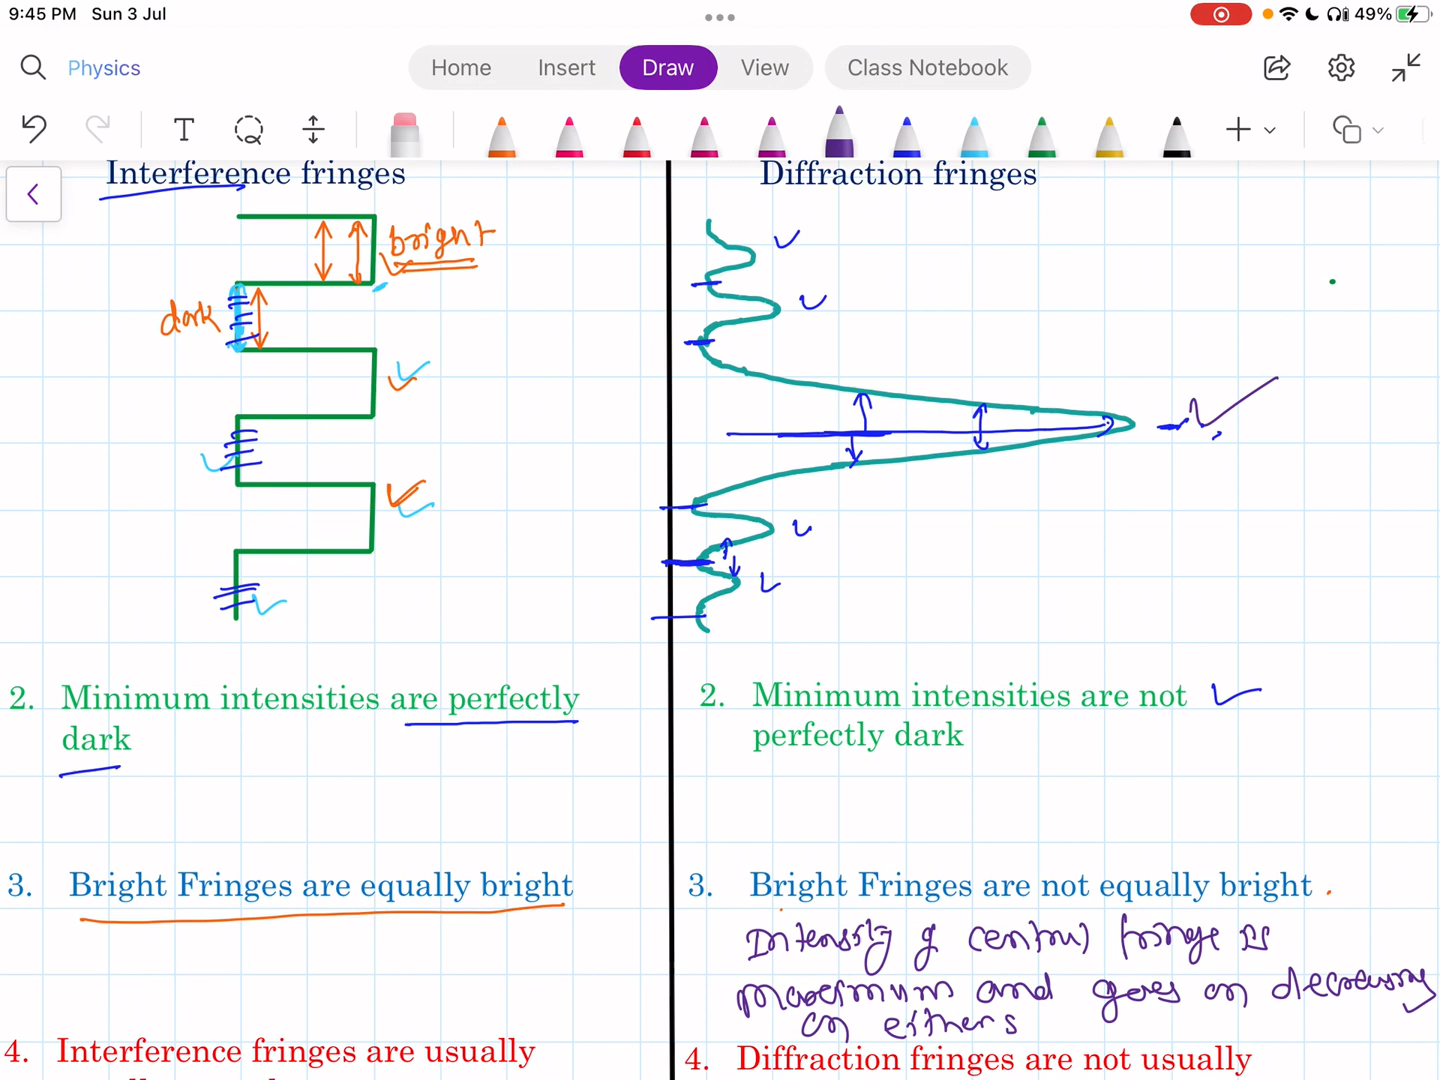 9:45 PM Sun 3 Jul
49%
Physics
Home Insert Draw View Class Notebook
T
Interference fringes
Diffraction fringes
bright
dark
2. Minimum intensities are perfectly
dark
2. Minimum intensities are not
perfectly dark
3. Bright Fringes are equally bright
3. Bright Fringes are not equally bright .
Intensity of central fringe is
maximum and goes on decreasing
on eithers
4. Interference fringes are usually
4. Diffraction fringes are not usually